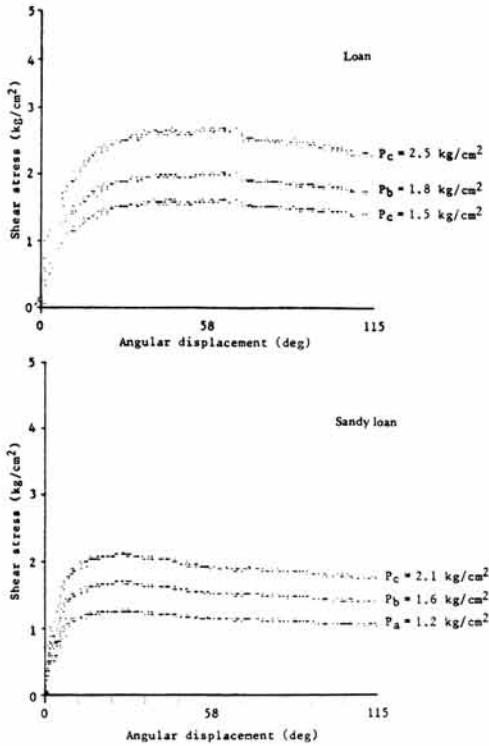 5
4
3
2
1
0
Shear stress (kg/cm²)
Loan
Pc = 2.5 kg/cm²
Pb = 1.8 kg/cm²
Pc = 1.5 kg/cm²
0 58 115
Angular displacement (deg)
5
4
3
2
1
0
Shear stress (kg/cm²)
Sandy loan
Pc = 2.1 kg/cm²
Pb = 1.6 kg/cm²
Pa = 1.2 kg/cm²
0 58 115
Angular displacement (deg)